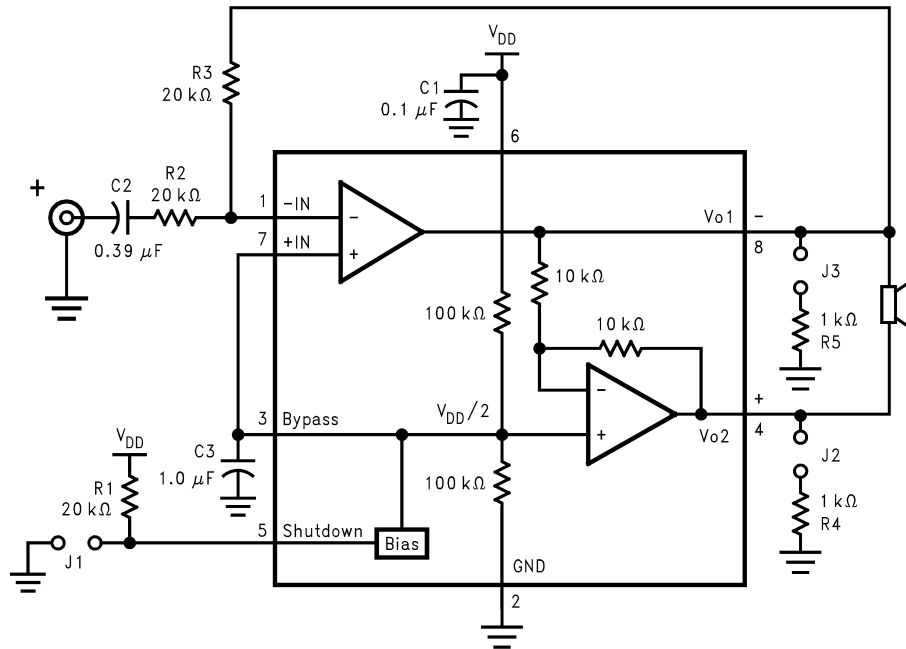 V_DD
R3
20 kΩ
C1
0.1 μF
6
+
C2
0.39 μF
R2
20 kΩ
1
-IN
-
7
+IN
+
Vo1
-
8
J3
1 kΩ
R5
10 kΩ
100 kΩ
10 kΩ
-
+
V_DD/2
3
Bypass
Vo2
+
4
J2
1 kΩ
R4
C3
1.0 μF
V_DD
R1
20 kΩ
100 kΩ
5
Shutdown
Bias
J1
GND
2